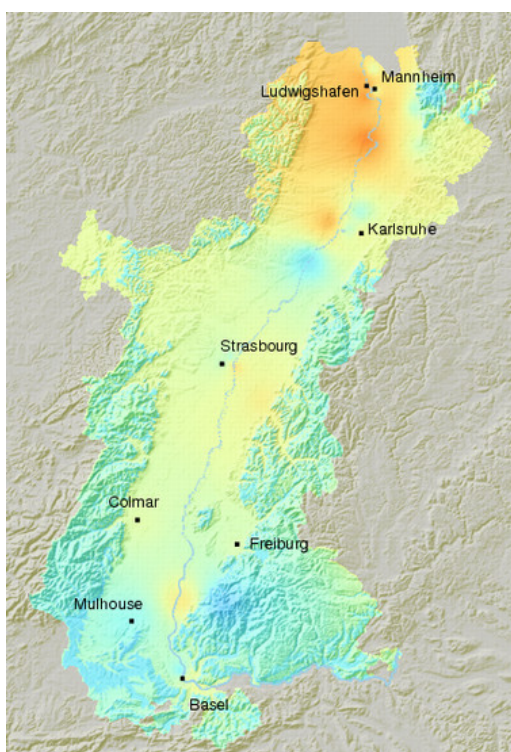 Mannheim
Ludwigshafen
Karlsruhe
Strasbourg
Colmar
Freiburg
Mulhouse
Basel